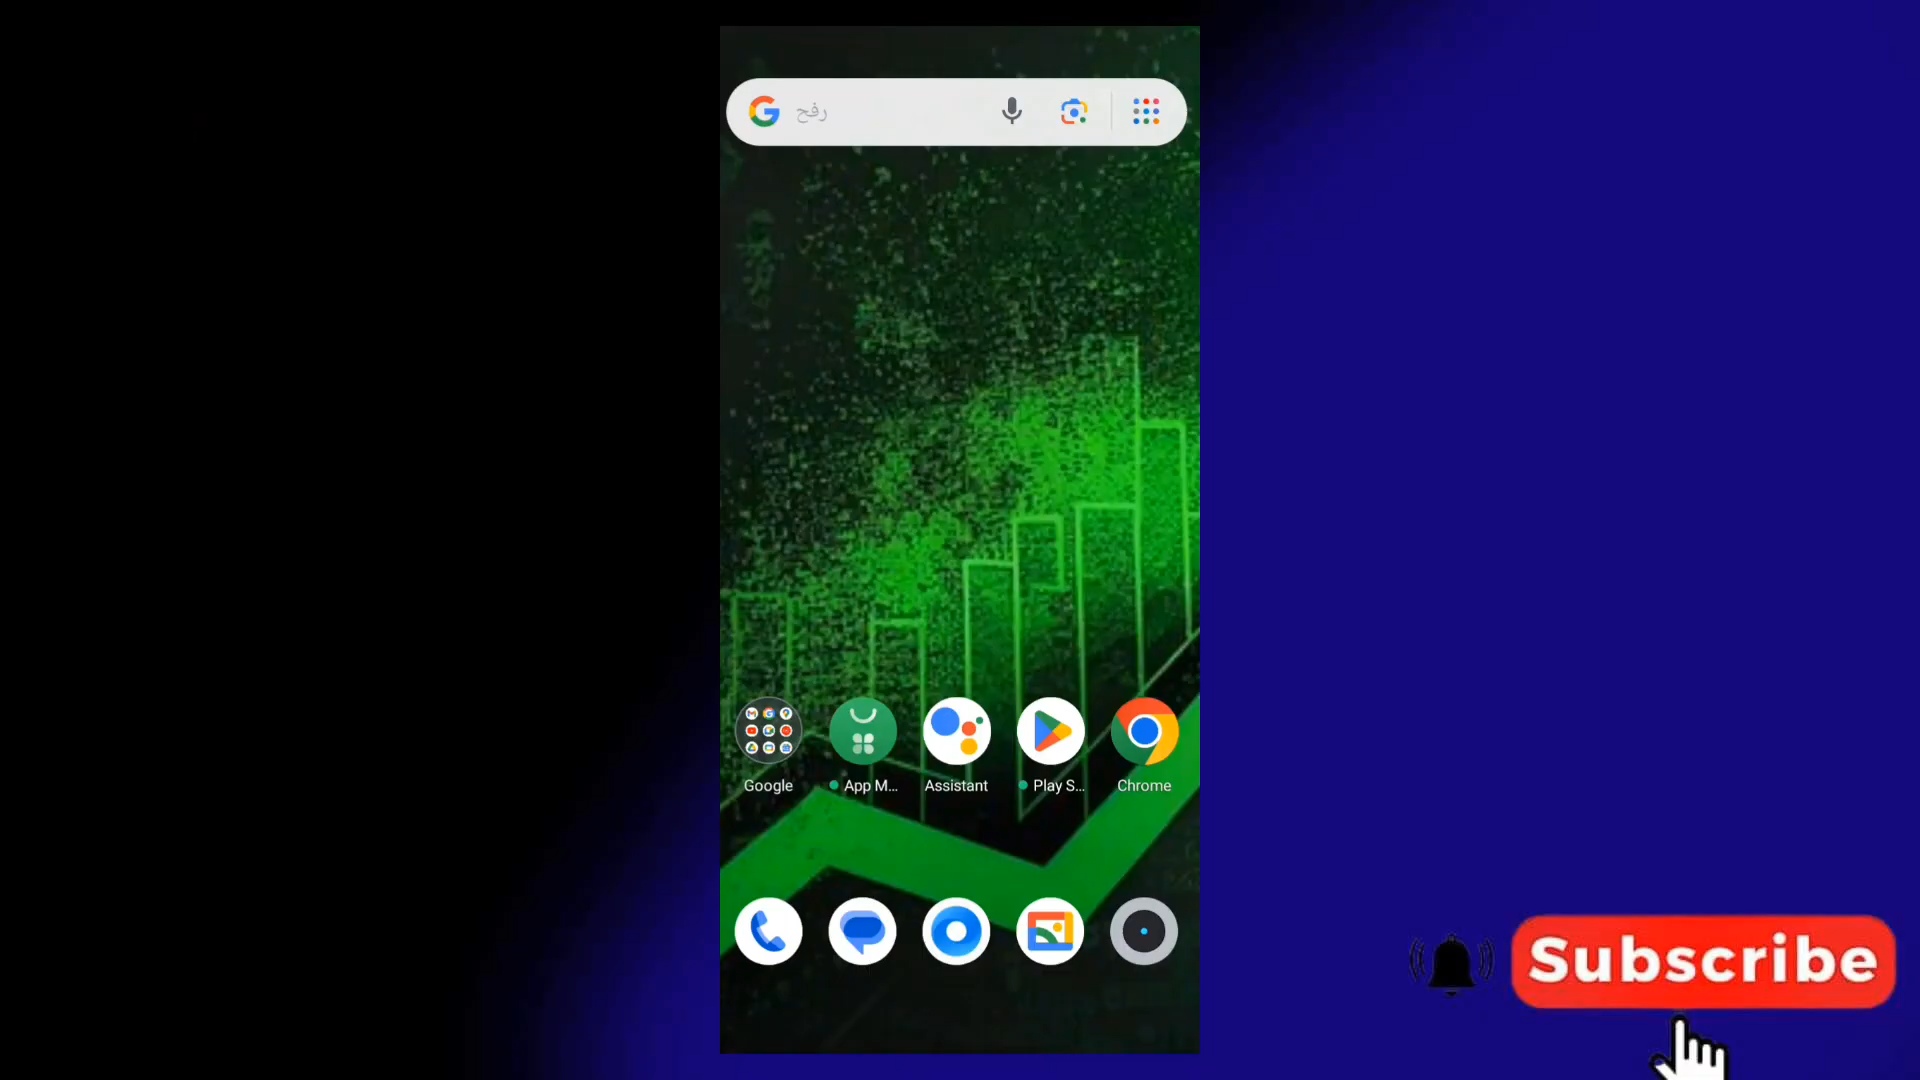 رفح
Google
App M...
Assistant
Play S...
Chrome
Subscribe